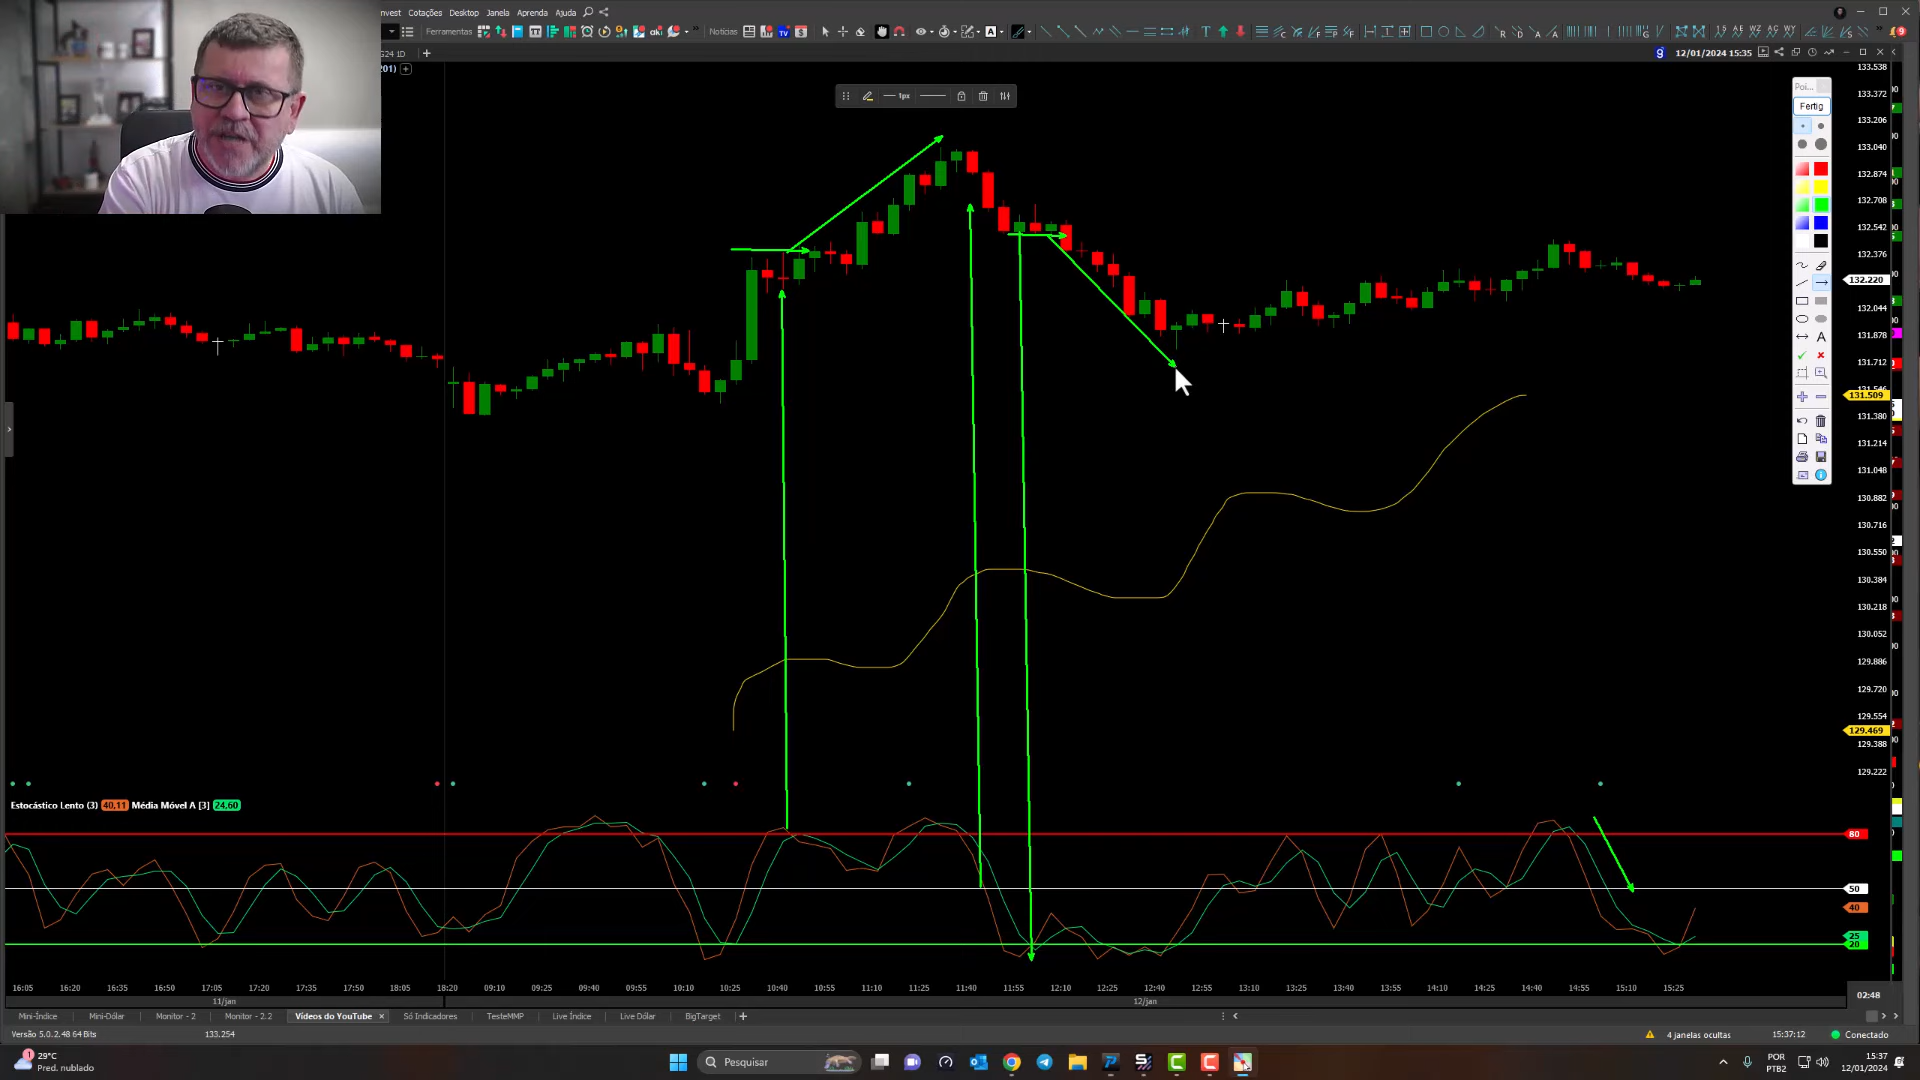 nvest Cotações Desktop Janela Aprenda Ajuda
Ferramentas
Notícias
G24 1D +
201)
12/01/2024 15:35
1px
Poi...
Fertig
133.538
133.372
133.206
133.040
132.874
132.708
132.542
132.376
132.220
132.044
131.878
131.712
131.546
131.509
131.380
131.214
131.048
130.882
130.716
130.550
130.384
130.218
130.052
129.886
129.720
129.554
129.469
129.388
129.222
Estocástico Lento (3) 40,11 Média Móvel A [3] 24,60
80
50
40
25
20
16:05 16:20 16:35 16:50 17:05 17:20 17:35 17:50 18:05 18:20 09:10 09:25 09:40 09:55 10:10 10:25 10:40 10:55 11:10 11:25 11:40 11:55 12:10 12:25 12:40 12:55 13:10 13:25 13:40 13:55 14:10 14:25 14:40 14:55 15:10 15:25
11/jan 12/jan
02:48
Mini-Índice Mini-Dólar Monitor - 2 Monitor - 2.2 Vídeos do YouTube Só Indicadores TesteMMP Live Índice Live Dólar BigTarget
Versão 5.0.2.48 64 Bits 133.254 4 janelas ocultas 15:37:12 Conectado
29°C
Pred. nublado
Pesquisar
POR
PTB2
15:37
12/01/2024